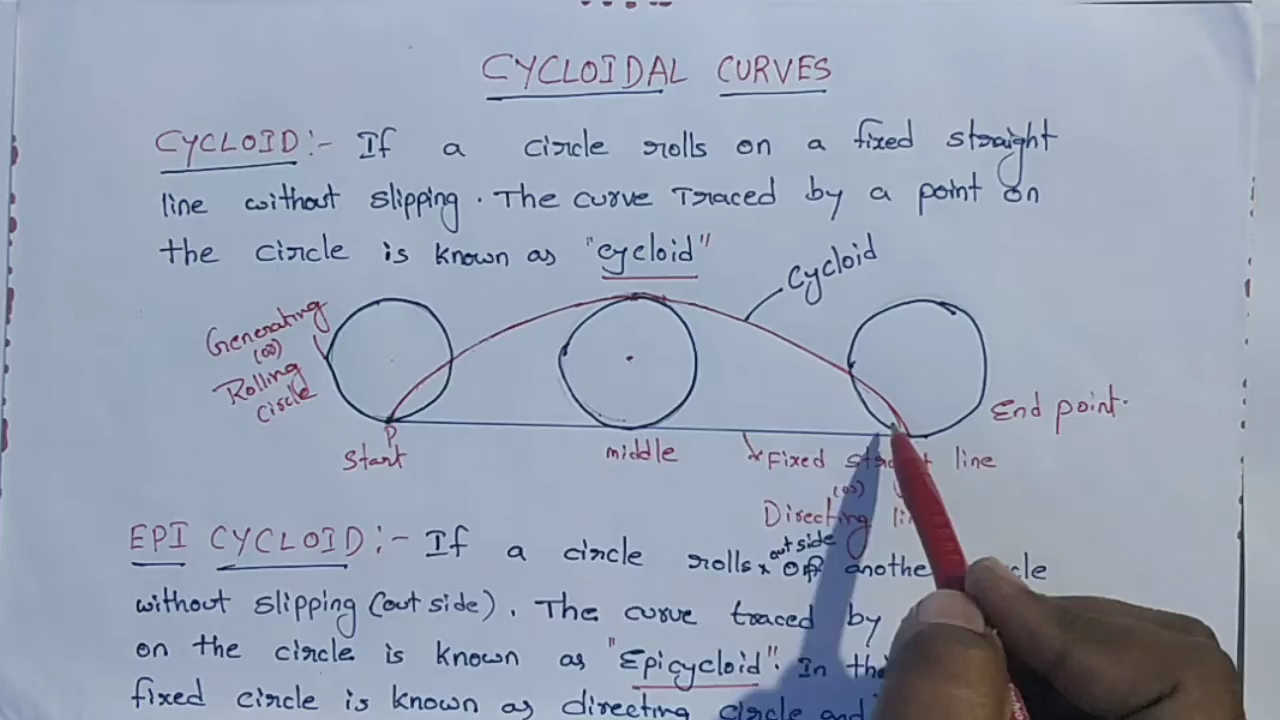 CYCLOIDAL CURVES
CYCLOID:- If a circle rolls on a fixed straight
line without slipping. The curve Traced by a point on
the circle is known as "cycloid"
Cycloid
Generating
(or)
Rolling
circle
End point.
P
Start
middle
Fixed line
(or)
Directing
EPI CYCLOID:- If a circle rolls x outside on
without slipping (out side). The curve traced by
on the circle is known as "Epicycloid". In
fixed circle is known as directing circle and